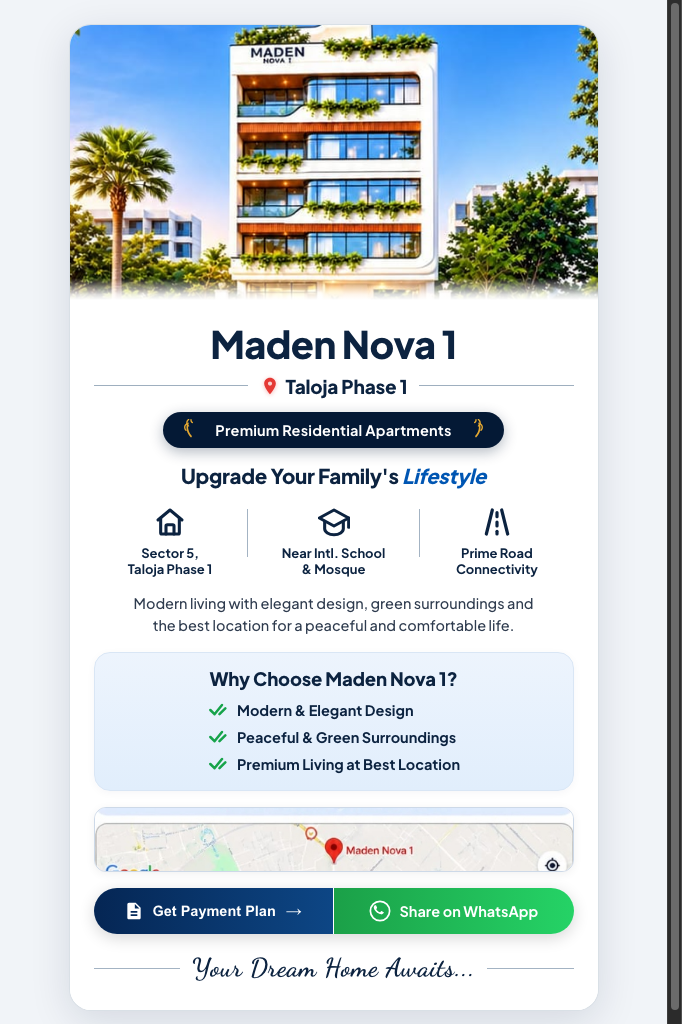 MADEN
NOVA 1
Maden Nova 1
Taloja Phase 1
Premium Residential Apartments
Upgrade Your Family's Lifestyle
Sector 5,
Taloja Phase 1
Near Intl. School
& Mosque
Prime Road
Connectivity
Modern living with elegant design, green surroundings and
the best location for a peaceful and comfortable life.
Why Choose Maden Nova 1?
Modern & Elegant Design
Peaceful & Green Surroundings
Premium Living at Best Location
Maden Nova 1
Google
Get Payment Plan →
Share on WhatsApp
Your Dream Home Awaits...